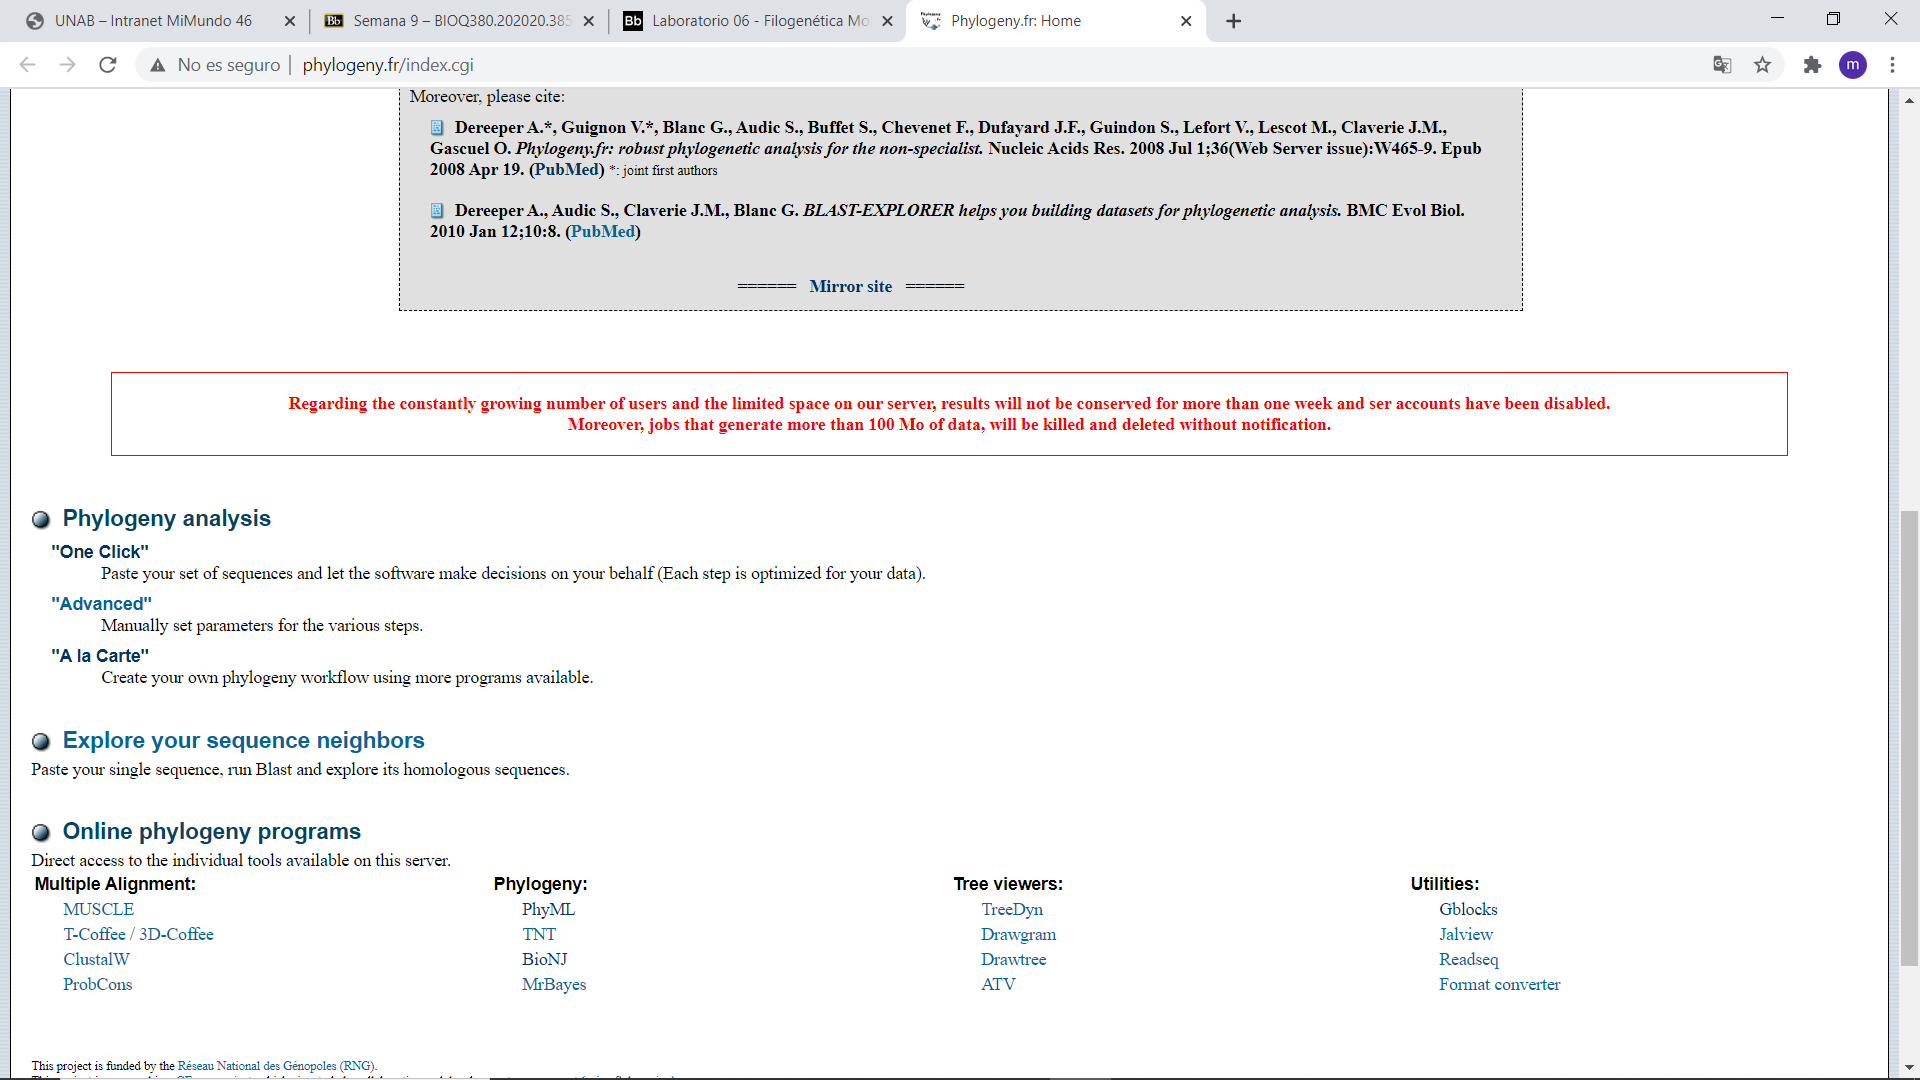 UNAB – Intranet MiMundo 46
Semana 9 – BIOQ380.202020.385
Laboratorio 06 - Filogenética Mo
Phylogeny.fr: Home
No es seguro | phylogeny.fr/index.cgi
m
Moreover, please cite:
Dereeper A.*, Guignon V.*, Blanc G., Audic S., Buffet S., Chevenet F., Dufayard J.F., Guindon S., Lefort V., Lescot M., Claverie J.M.,
Gascuel O. Phylogeny.fr: robust phylogenetic analysis for the non-specialist. Nucleic Acids Res. 2008 Jul 1;36(Web Server issue):W465-9. Epub
2008 Apr 19. (PubMed) *: joint first authors
Dereeper A., Audic S., Claverie J.M., Blanc G. BLAST-EXPLORER helps you building datasets for phylogenetic analysis. BMC Evol Biol.
2010 Jan 12;10:8. (PubMed)
====== Mirror site ======
Regarding the constantly growing number of users and the limited space on our server, results will not be conserved for more than one week and ser accounts have been disabled.
Moreover, jobs that generate more than 100 Mo of data, will be killed and deleted without notification.
Phylogeny analysis
"One Click"
Paste your set of sequences and let the software make decisions on your behalf (Each step is optimized for your data).
"Advanced"
Manually set parameters for the various steps.
"A la Carte"
Create your own phylogeny workflow using more programs available.
Explore your sequence neighbors
Paste your single sequence, run Blast and explore its homologous sequences.
Online phylogeny programs
Direct access to the individual tools available on this server.
Multiple Alignment:
MUSCLE
T-Coffee / 3D-Coffee
ClustalW
ProbCons
Phylogeny:
PhyML
TNT
BioNJ
MrBayes
Tree viewers:
TreeDyn
Drawgram
Drawtree
ATV
Utilities:
Gblocks
Jalview
Readseq
Format converter
This project is funded by the Réseau National des Génopoles (RNG).